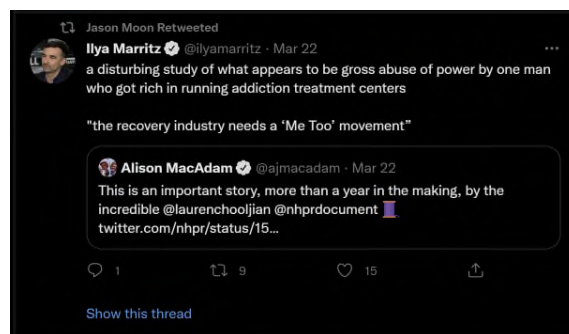 Jason Moon Retweeted
Ilya Marritz @ilyamarritz · Mar 22
a disturbing study of what appears to be gross abuse of power by one man
who got rich in running addiction treatment centers
"the recovery industry needs a ‘Me Too’ movement”
Alison MacAdam @ajmacadam · Mar 22
This is an important story, more than a year in the making, by the
incredible @laurenchooljian @nhprdocument 🧵
twitter.com/nhpr/status/15…
1 9 15
Show this thread